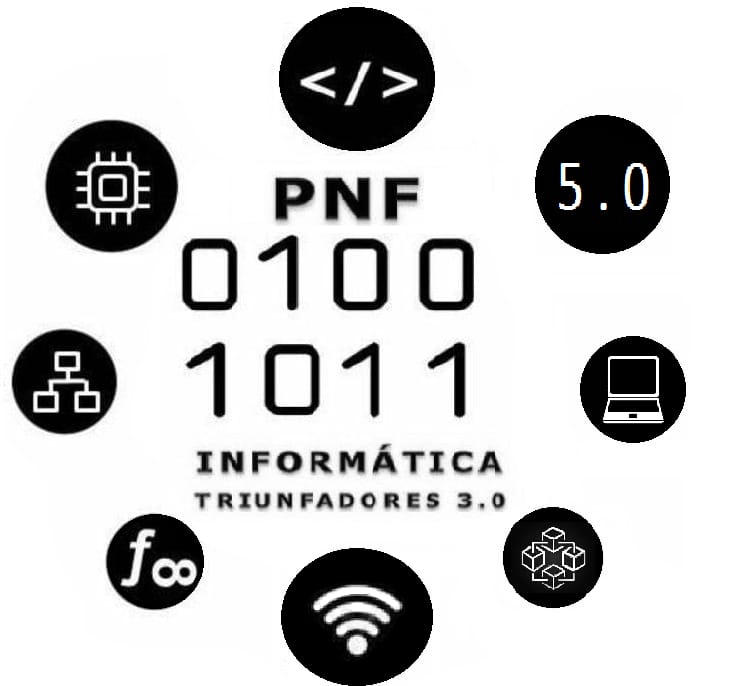 </>
5.0
PNF
0100
1011
INFORMÁTICA
TRIUNFADORES 3.0
f∞